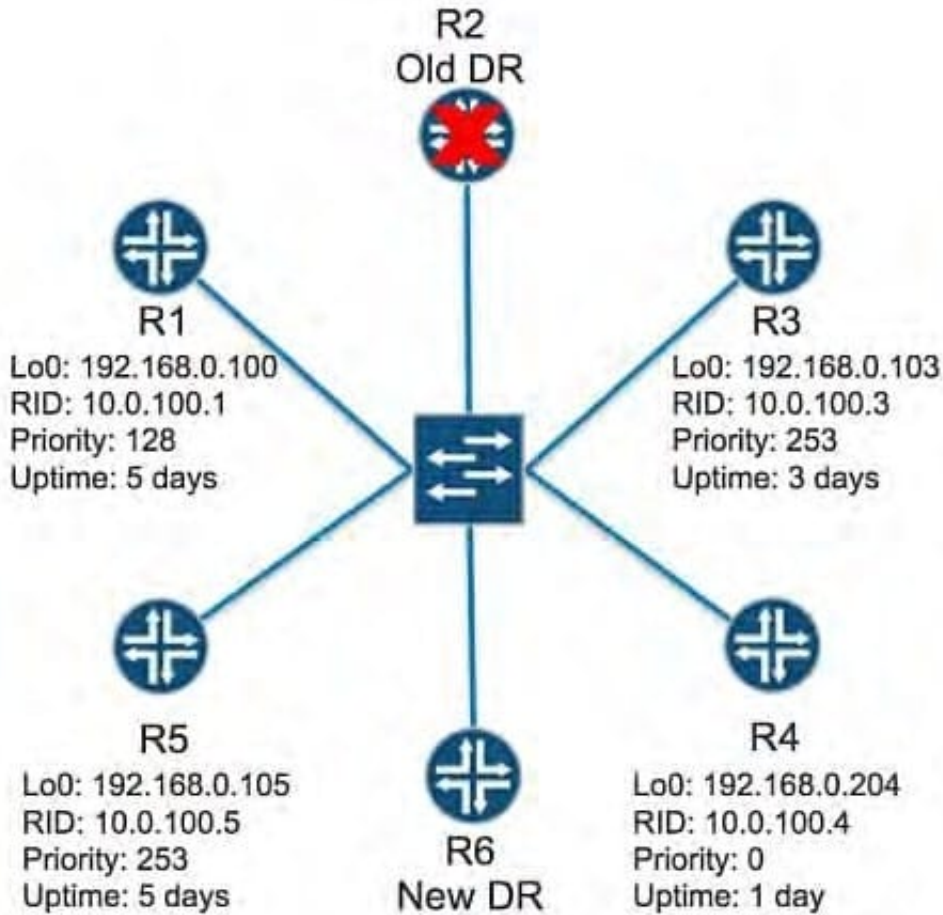 R2
Old DR
R1
Lo0: 192.168.0.100
RID: 10.0.100.1
Priority: 128
Uptime: 5 days
R3
Lo0: 192.168.0.103
RID: 10.0.100.3
Priority: 253
Uptime: 3 days
R5
Lo0: 192.168.0.105
RID: 10.0.100.5
Priority: 253
Uptime: 5 days
R6
New DR
R4
Lo0: 192.168.0.204
RID: 10.0.100.4
Priority: 0
Uptime: 1 day